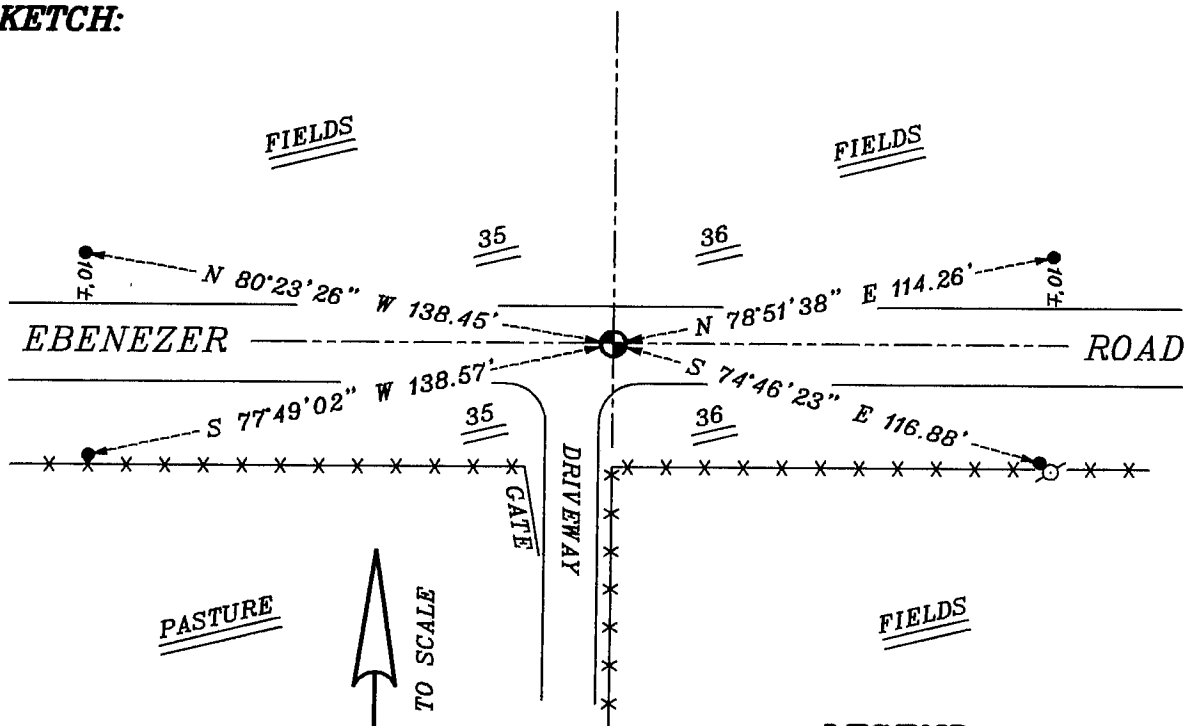 KETCH:
FIELDS
FIELDS
35
36
10'±
N 80°23'26" W 138.45'
N 78°51'38" E 114.26'
10'±
EBENEZER
ROAD
S 77°49'02" W 138.57'
S 74°46'23" E 116.88'
35
36
GATE
DRIVEWAY
PASTURE
TO SCALE
FIELDS